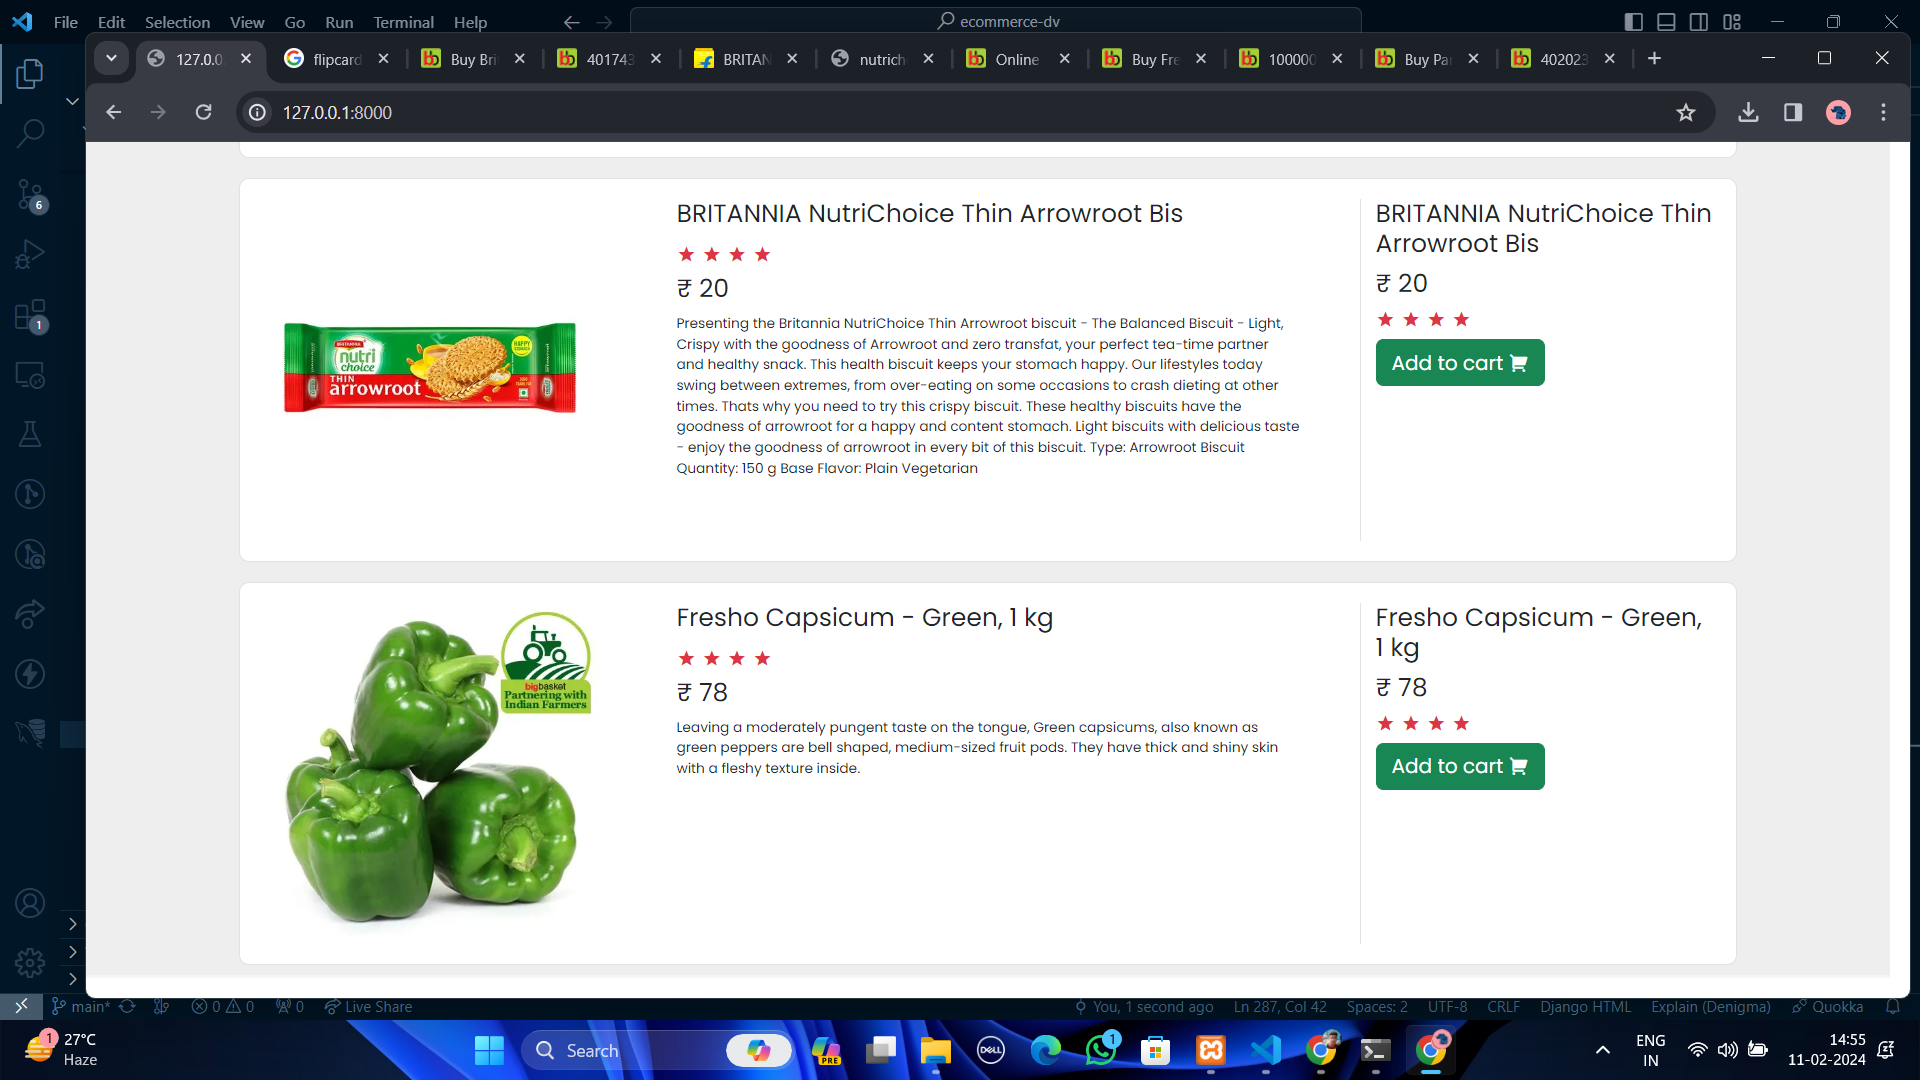 File Edit Selection View Go Run Terminal Help
ecommerce-dv
127.0.0.
flipcard
Buy Bri
401743
BRITAN
nutrich
Online
Buy Fre
100000
Buy Pa
402023
127.0.0.1:8000
6
1
BRITANNIA
nutri
choice
THIN
arrowroot
HAPPY
STOMACH
BRITANNIA NutriChoice Thin Arrowroot Bis
₹ 20
Presenting the Britannia NutriChoice Thin Arrowroot biscuit - The Balanced Biscuit - Light,
Crispy with the goodness of Arrowroot and zero transfat, your perfect tea-time partner
and healthy snack. This health biscuit keeps your stomach happy. Our lifestyles today
swing between extremes, from over-eating on some occasions to crash dieting at other
times. Thats why you need to try this crispy biscuit. These healthy biscuits have the
goodness of arrowroot for a happy and content stomach. Light biscuits with delicious taste
- enjoy the goodness of arrowroot in every bit of this biscuit. Type: Arrowroot Biscuit
Quantity: 150 g Base Flavor: Plain Vegetarian
BRITANNIA NutriChoice Thin
Arrowroot Bis
₹ 20
Add to cart
bigbasket
Partnering with
Indian Farmers
Fresho Capsicum - Green, 1 kg
₹ 78
Leaving a moderately pungent taste on the tongue, Green capsicums, also known as
green peppers are bell shaped, medium-sized fruit pods. They have thick and shiny skin
with a fleshy texture inside.
Fresho Capsicum - Green,
1 kg
₹ 78
Add to cart
main* 0 0 0 Live Share
You, 1 second ago Ln 287, Col 42 Spaces: 2 UTF-8 CRLF Django HTML Explain (Denigma) Quokka
1
27°C
Haze
Search
PRE
DELL
1
ENG
IN
14:55
11-02-2024